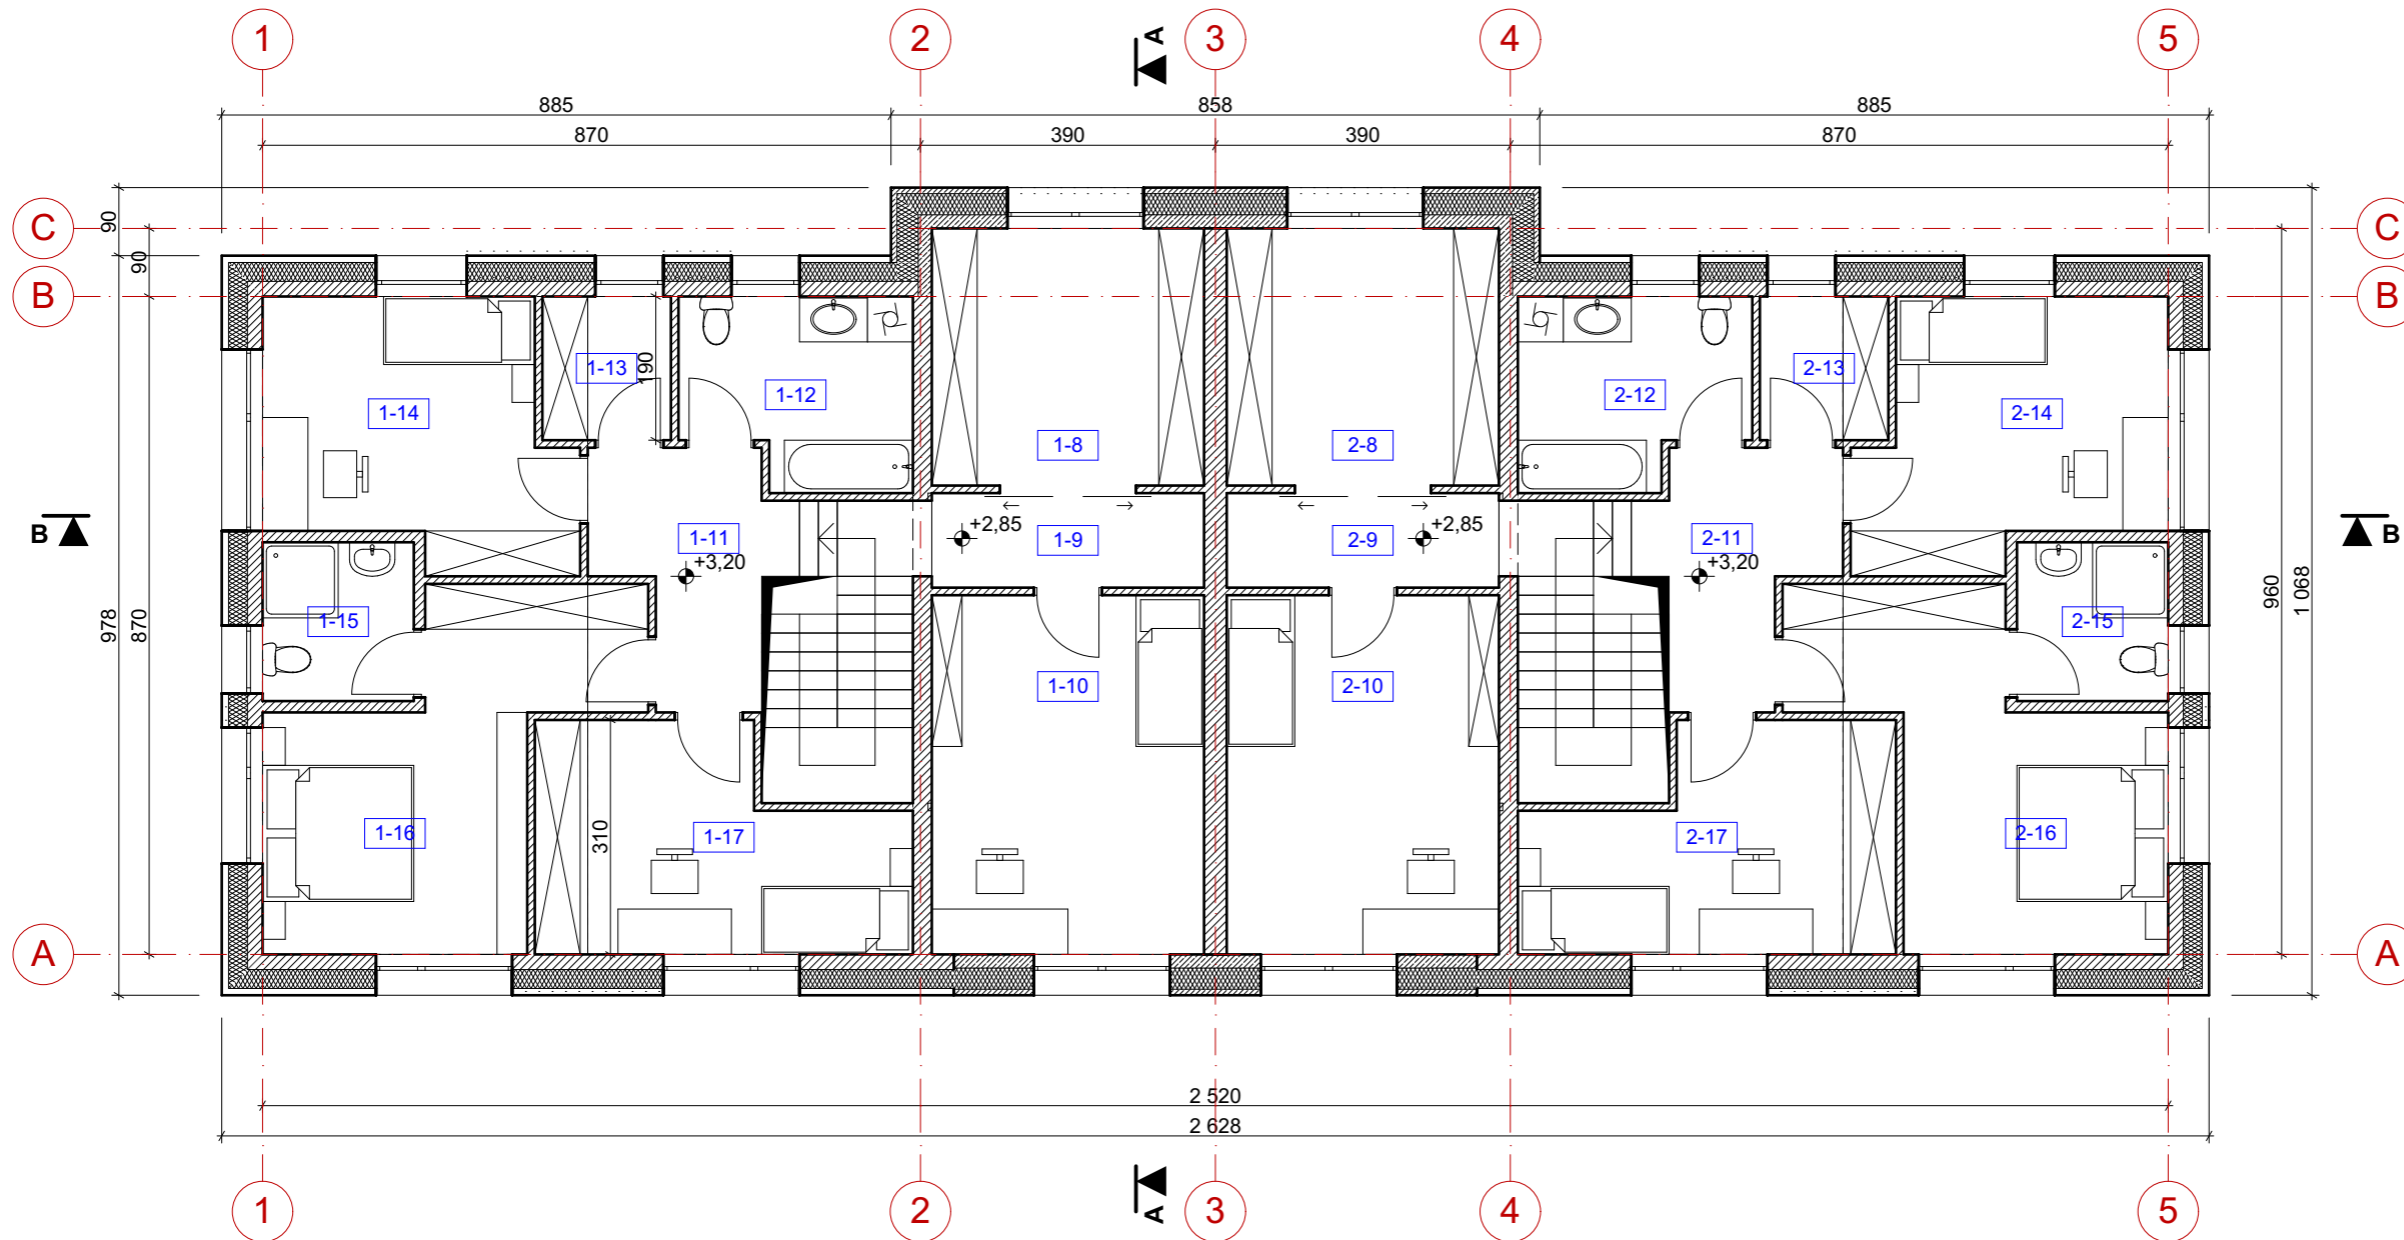 1 2 3 4 5
A
885 858 885
870 390 390 870
C C
90 90
B B
1-13 190 2-13
1-12 2-12
1-14 2-14
1-8 2-8
B +2,85 +2,85 B
1-11 1-9 2-9 2-11
+3,20 +3,20
978 870 960 1 068
1-15 2-15
1-10 2-10
310
1-16 1-17 2-17 2-16
A A
2 520
2 628
A
1 2 3 4 5